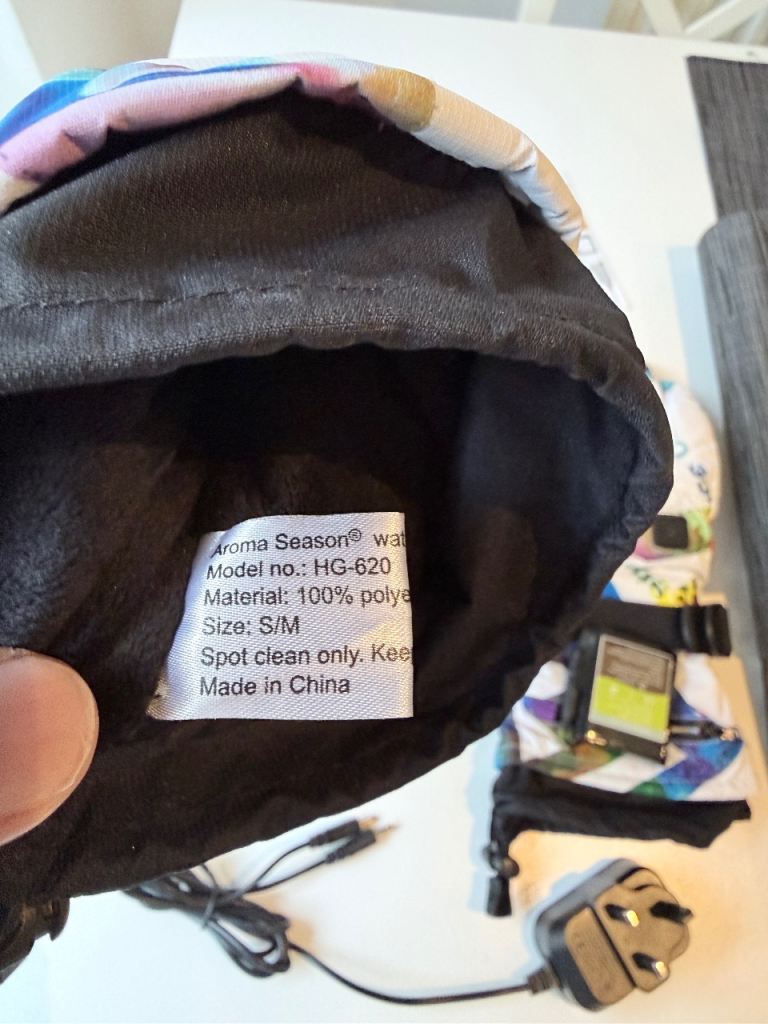 Aroma Season® wat
Model no.: HG-620
Material: 100% polye
Size: S/M
Spot clean only. Kee
Made in China